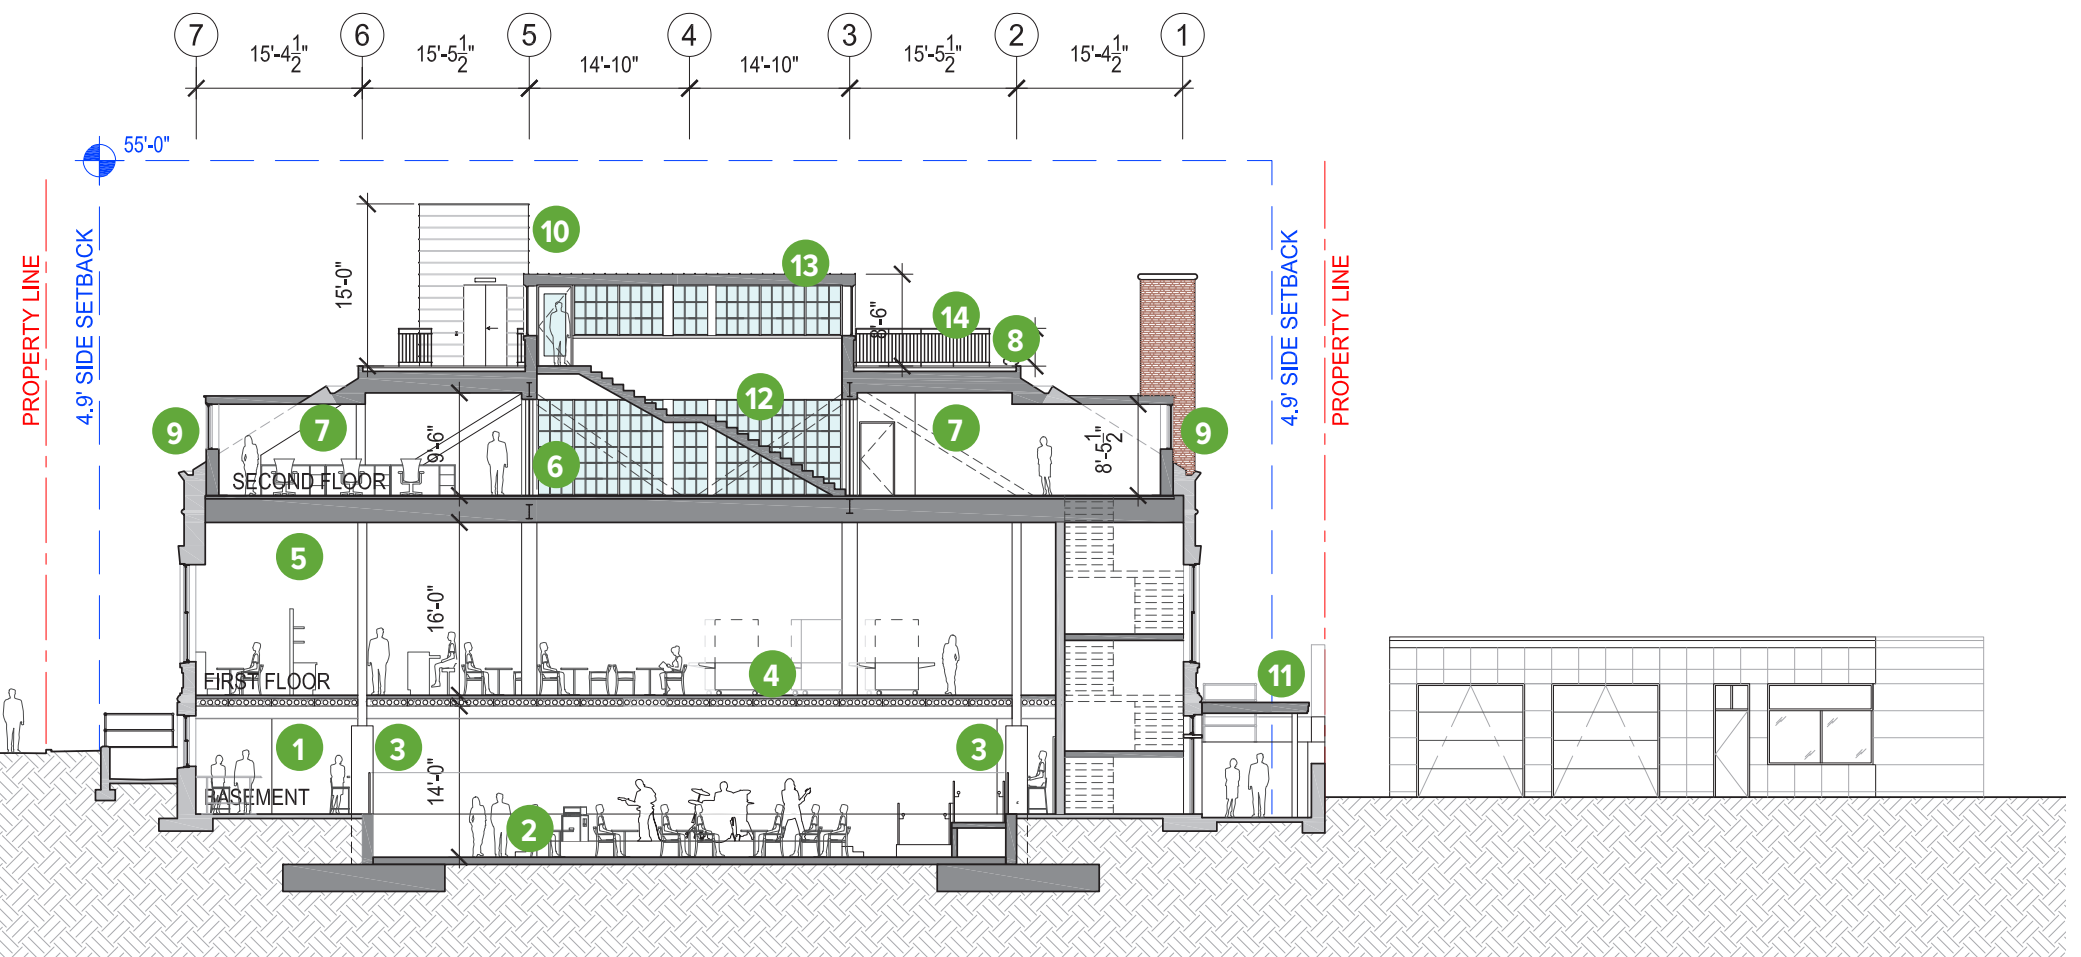 7 6 5 4 3 2 1
15'-4 1/2" 15'-5 1/2" 14'-10" 14'-10" 15'-5 1/2" 15'-4 1/2"
55'-0"
PROPERTY LINE
4.9' SIDE SETBACK
15'-0"
10
13
8'-6"
14
8
4.9' SIDE SETBACK
PROPERTY LINE
9
7
9'-6"
12
7
8'-5 1/2"
9
6
SECOND FLOOR
5
16'-0"
FIRST FLOOR
4
11
1
3
3
14'-0"
BASEMENT
2